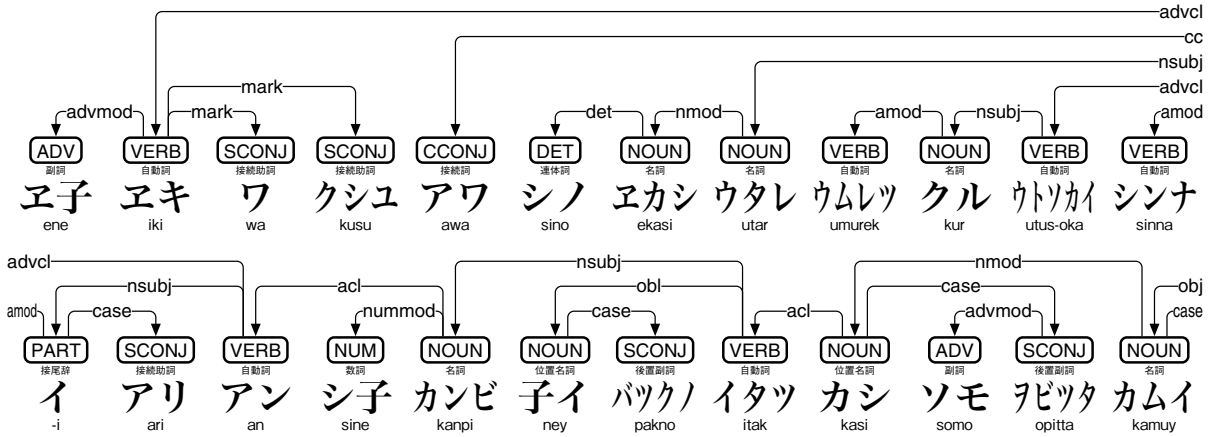 advcl
cc
nsubj
advcl
mark
advmod mark det nmod amod nsubj amod
ADV VERB SCONJ SCONJ CCONJ DET NOUN NOUN VERB NOUN VERB VERB
副詞 自動詞 接続助詞 接続助詞 接続詞 連体詞 名詞 名詞 自動詞 名詞 自動詞 自動詞
ヱ子 ヱキ ワ クシユ アワ シノ ヱカシ ウタレ ウムレツ クル ウトソカイ シンナ
ene iki wa kusu awa sino ekasi utar umurek kur utus-oka sinna
advcl nsubj nmod
nsubj acl obl case obj
amod case nummod case acl advmod case
PART SCONJ VERB NUM NOUN NOUN SCONJ VERB NOUN ADV SCONJ NOUN
接尾辞 接続助詞 自動詞 数詞 名詞 位置名詞 後置副詞 自動詞 位置名詞 副詞 後置副詞 名詞
イ アリ アン シ子 カンビ 子イ バツクノ イタツ カシ ソモ ヲビツタ カムイ
-i ari an sine kanpi ney pakno itak kasi somo opitta kamuy